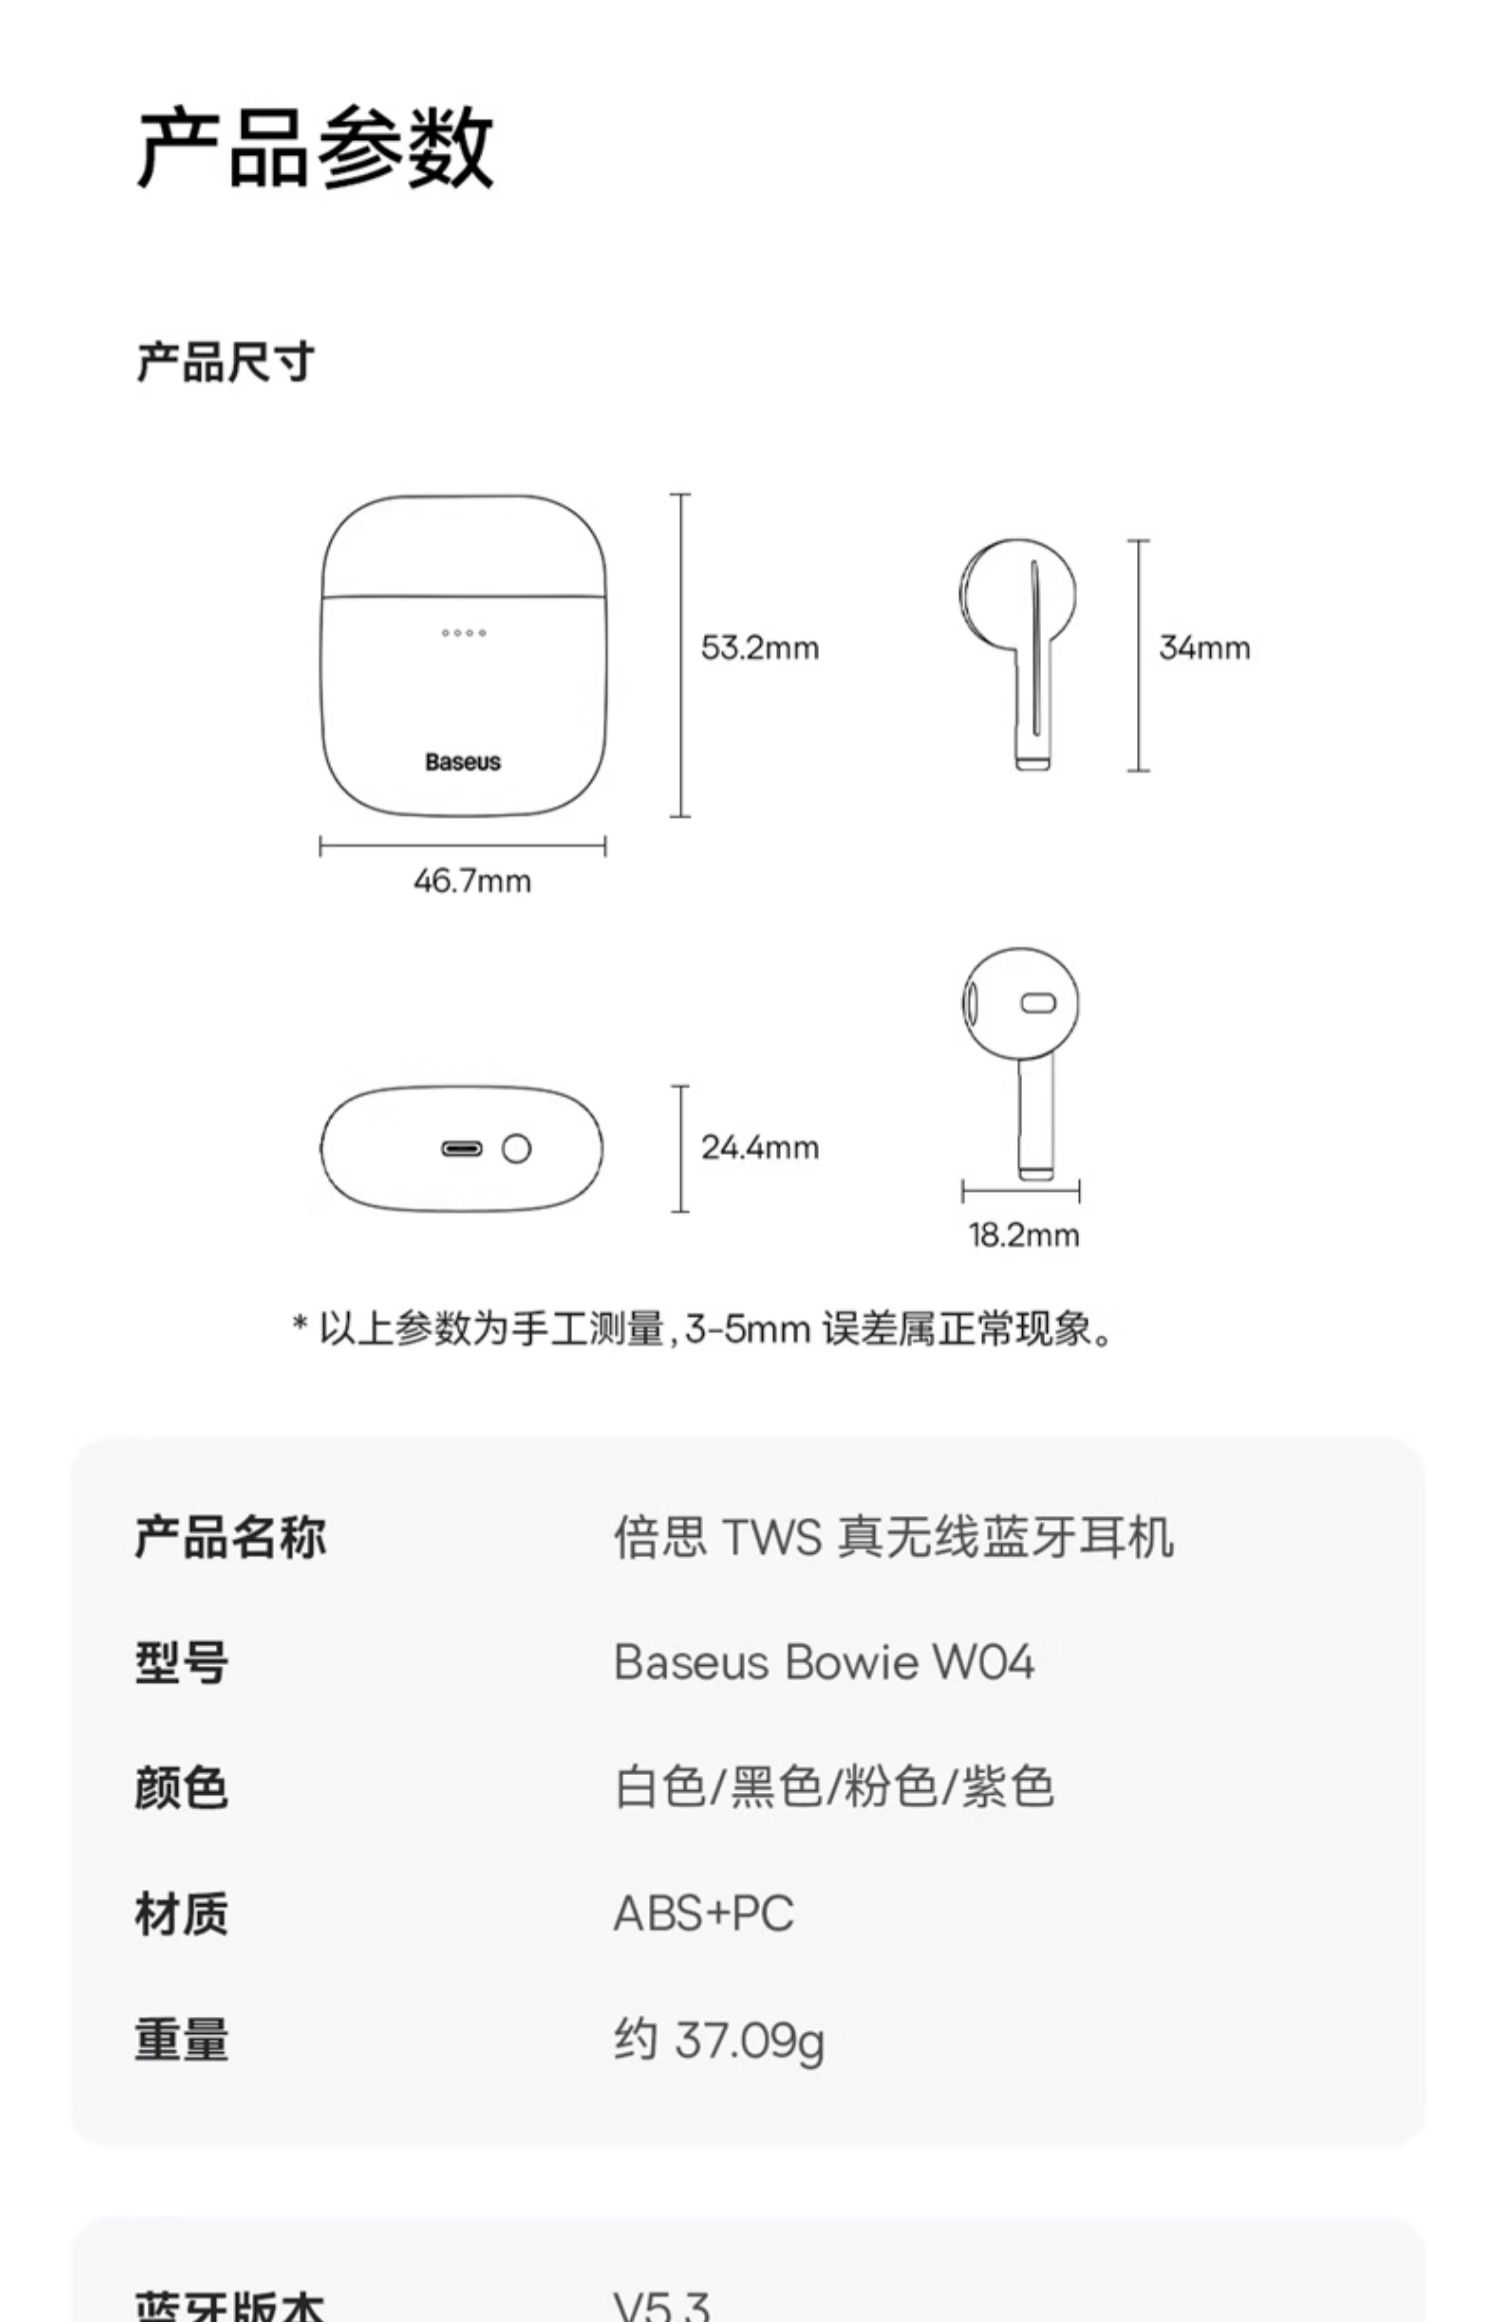 产品参数
产品尺寸
53.2mm
34mm
Baseus
46.7mm
24.4mm
18.2mm
* 以上参数为手工测量,3-5mm 误差属正常现象。
产品名称 倍思 TWS 真无线蓝牙耳机
型号 Baseus Bowie W04
颜色 白色/黑色/粉色/紫色
材质 ABS+PC
重量 约 37.09g
蓝牙版本 V5.3